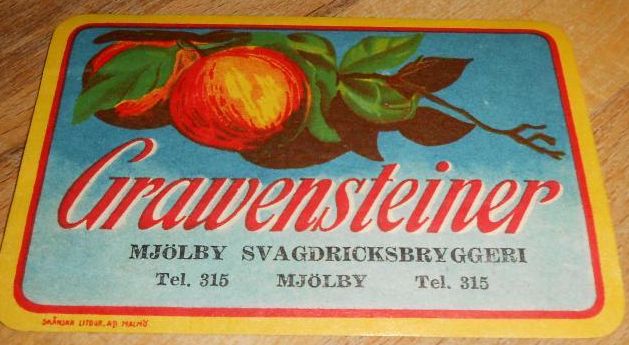 Grawensteiner
MJÖLBY SVAGDRICKSBRYGGERI
Tel. 315 MJÖLBY Tel. 315
SKÅNSKA LITOGR. AB. MALMÖ